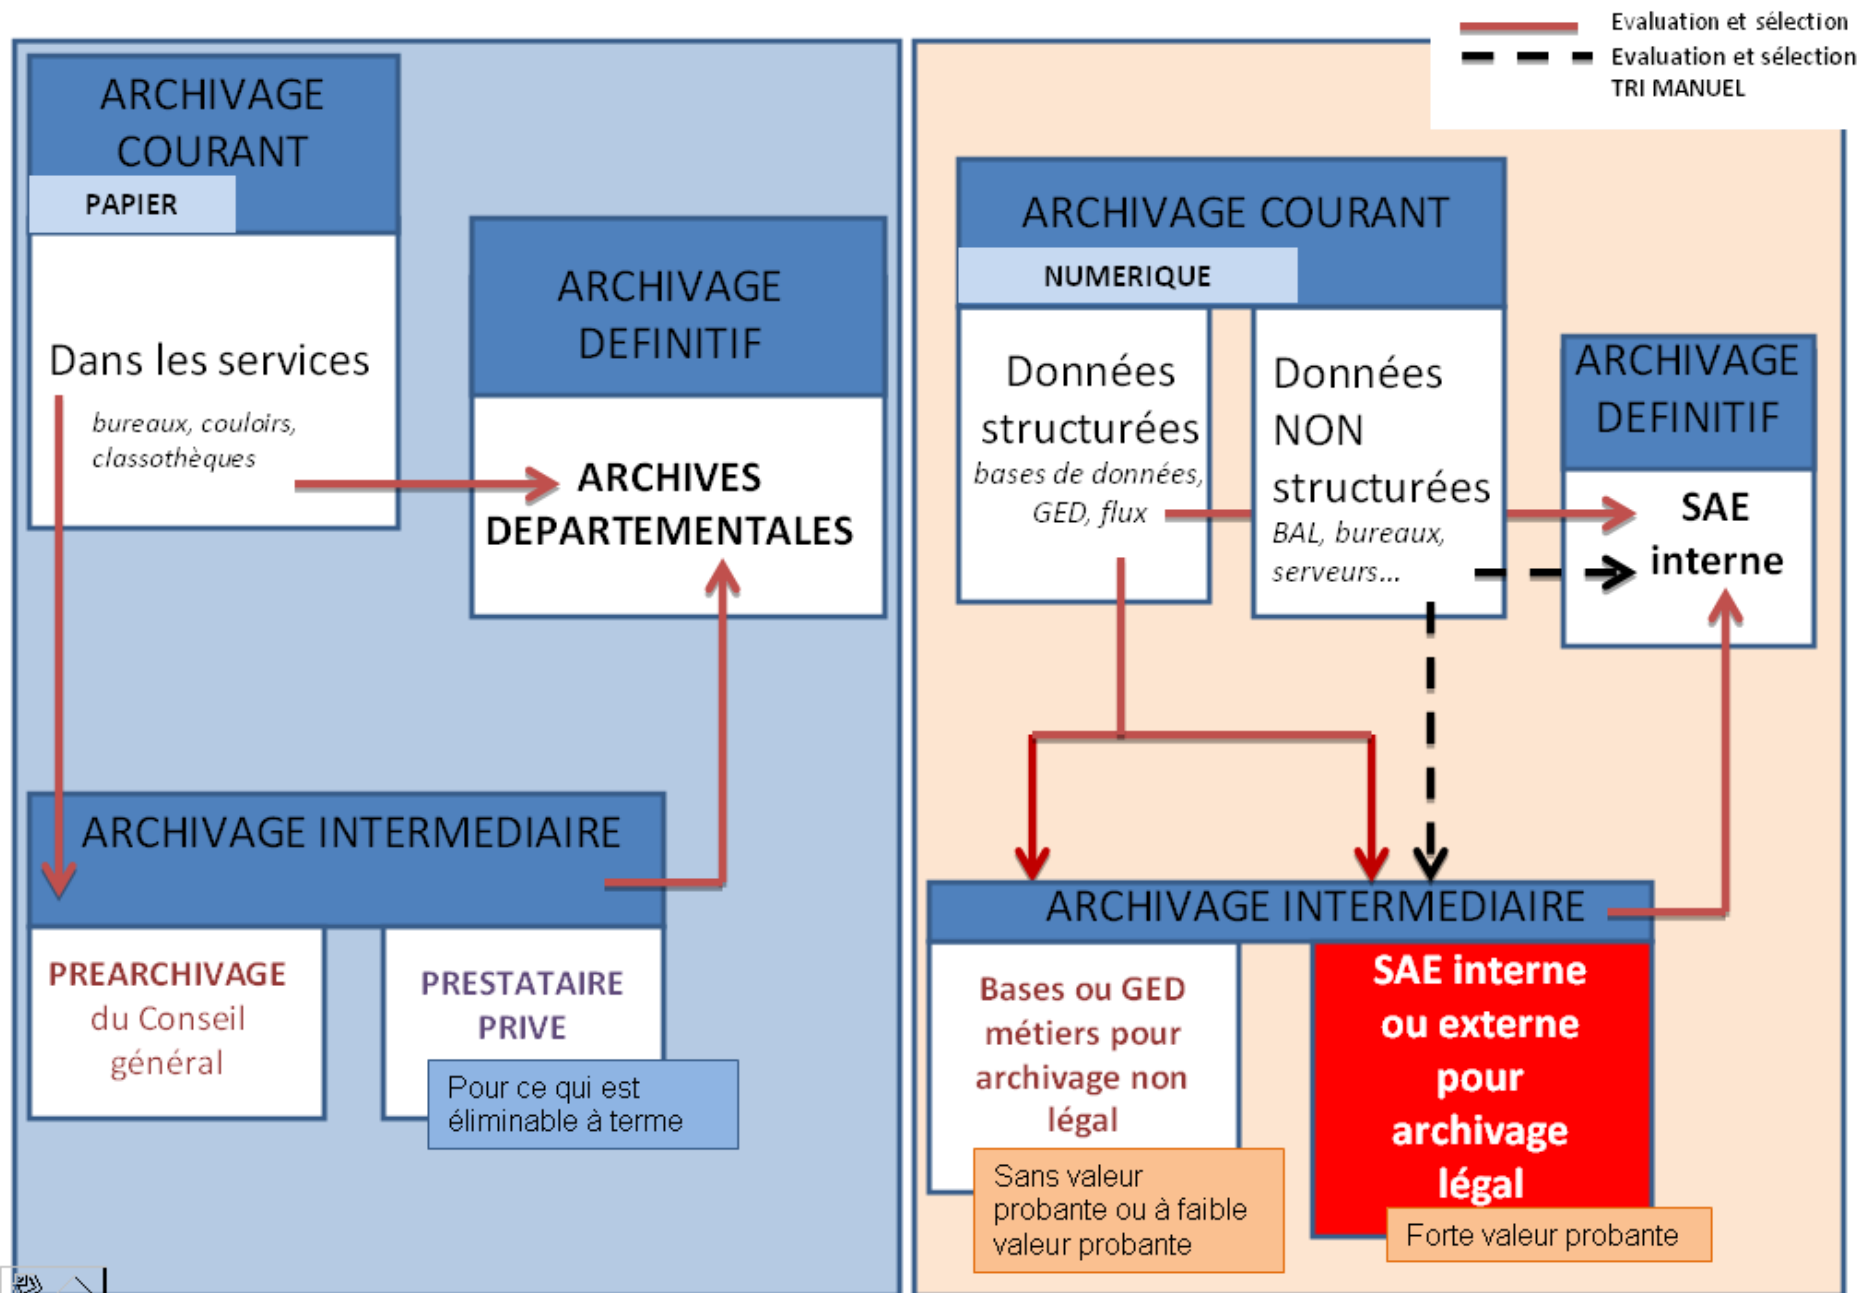 Evaluation et sélection
Evaluation et sélection
TRI MANUEL
ARCHIVAGE
COURANT
PAPIER
Dans les services
bureaux, couloirs,
classothèques
ARCHIVAGE
DEFINITIF
ARCHIVES
DEPARTEMENTALES
ARCHIVAGE INTERMEDIAIRE
PREARCHIVAGE
du Conseil
général
PRESTATAIRE
PRIVE
Pour ce qui est
éliminable à terme
ARCHIVAGE COURANT
NUMERIQUE
Données
structurées
bases de données,
GED, flux
Données
NON
structurées
BAL, bureaux,
serveurs...
ARCHIVAGE
DEFINITIF
SAE
interne
ARCHIVAGE INTERMEDIAIRE
Bases ou GED
métiers pour
archivage non
légal
Sans valeur
probante ou à faible
valeur probante
SAE interne
ou externe
pour
archivage
légal
Forte valeur probante